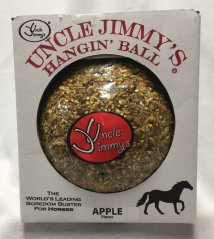 Uncle
Jimmy's
UNCLE JIMMY'S
HANGIN' BALL®
Uncle
Jimmy's
THE
WORLD'S LEADING
BOREDOM BUSTER
FOR HORSES
APPLE
Flavor